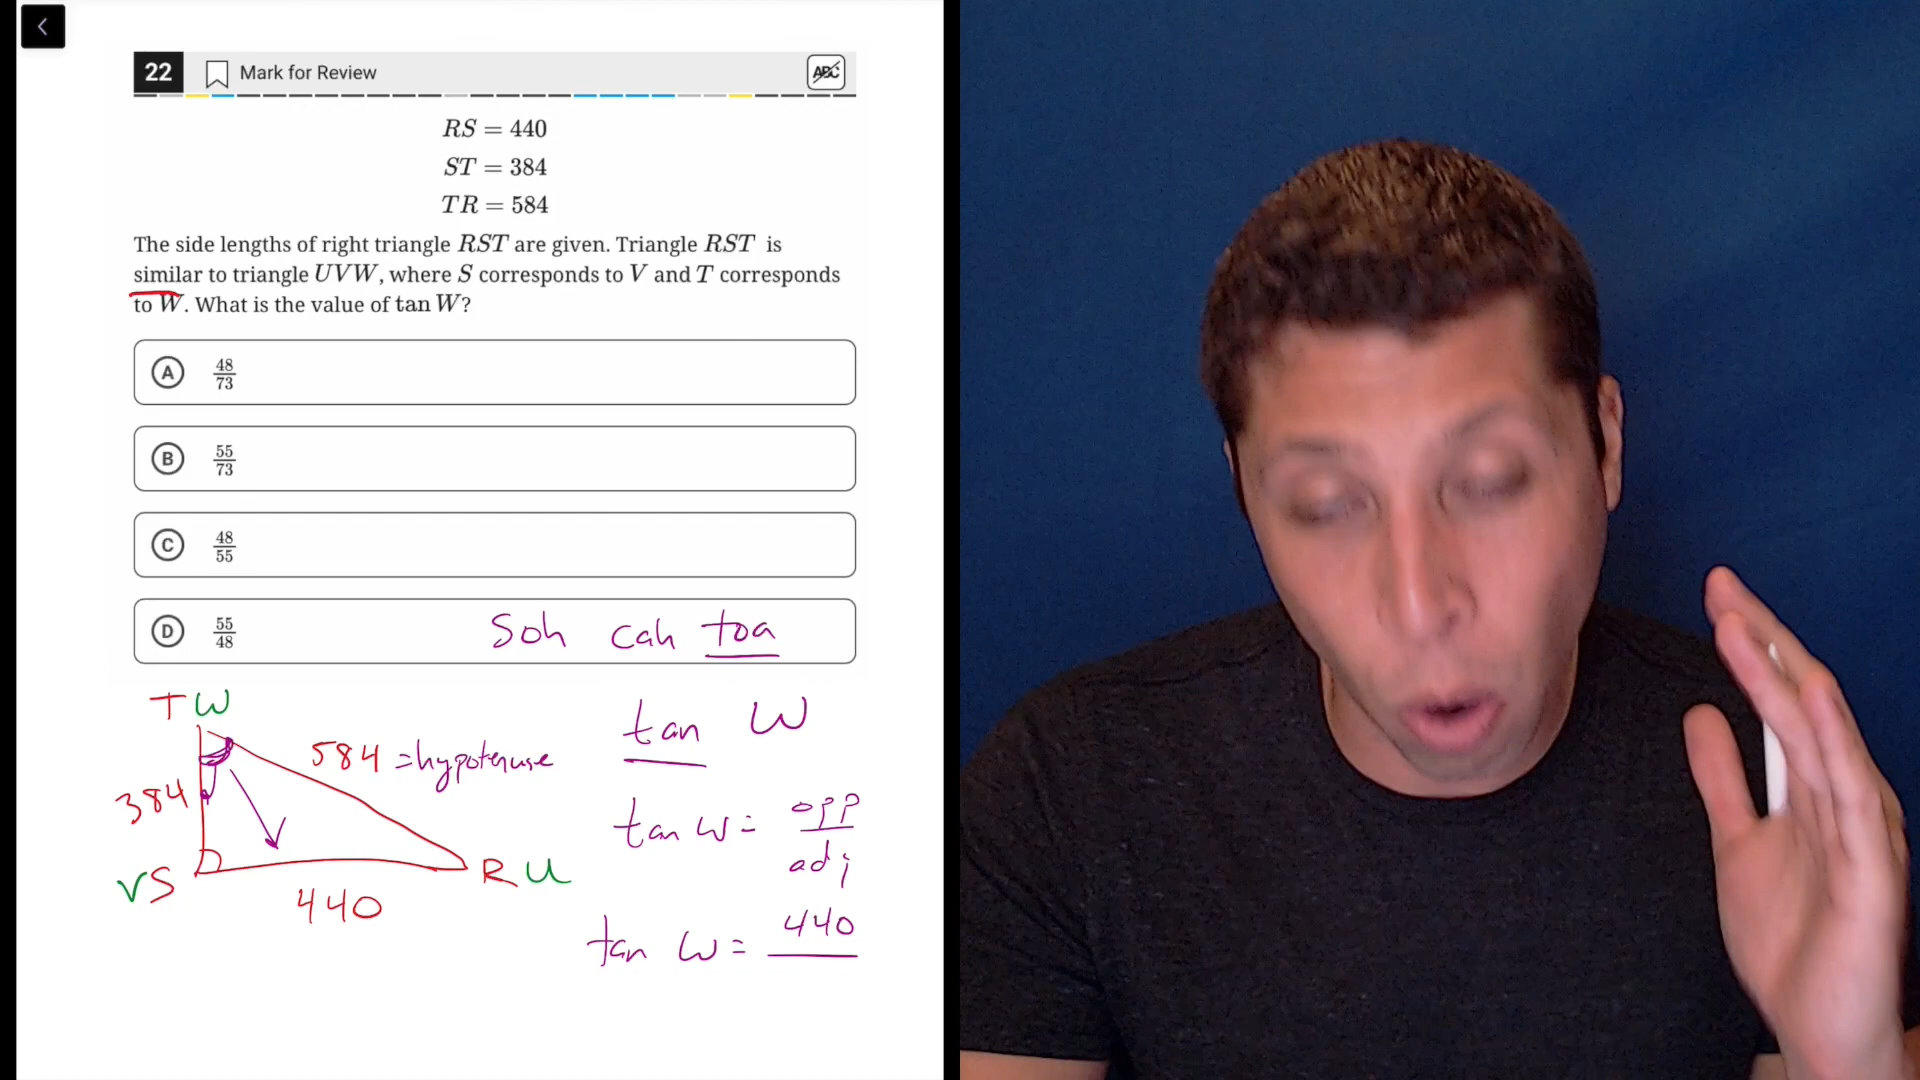 22 Mark for Review ABC
RS = 440
ST = 384
TR = 584
The side lengths of right triangle RST are given. Triangle RST is
similar to triangle UVW, where S corresponds to V and T corresponds
to W. What is the value of tan W?
A 48/73
B 55/73
C 48/55
D 55/48
Soh cah toa
T W
tan W
584 = hypotenuse
384
tan W = opp/adj
V S
R U
440
tan W = 440